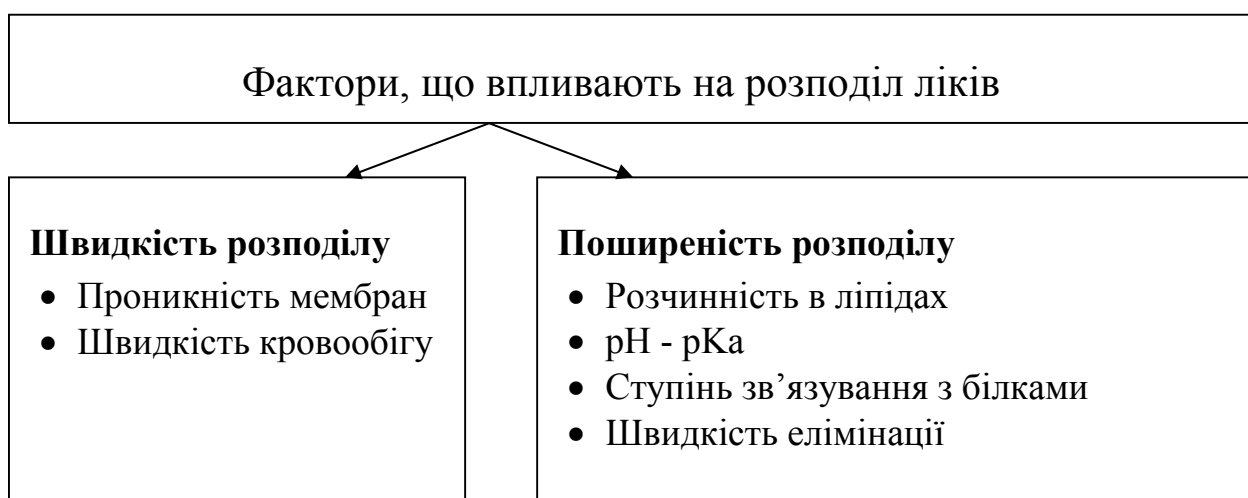 Фактори, що впливають на розподіл ліків
Швидкість розподілу
• Проникність мембран
• Швидкість кровообігу
Поширеність розподілу
• Розчинність в ліпідах
• pH - pKa
• Ступінь зв’язування з білками
• Швидкість елімінації